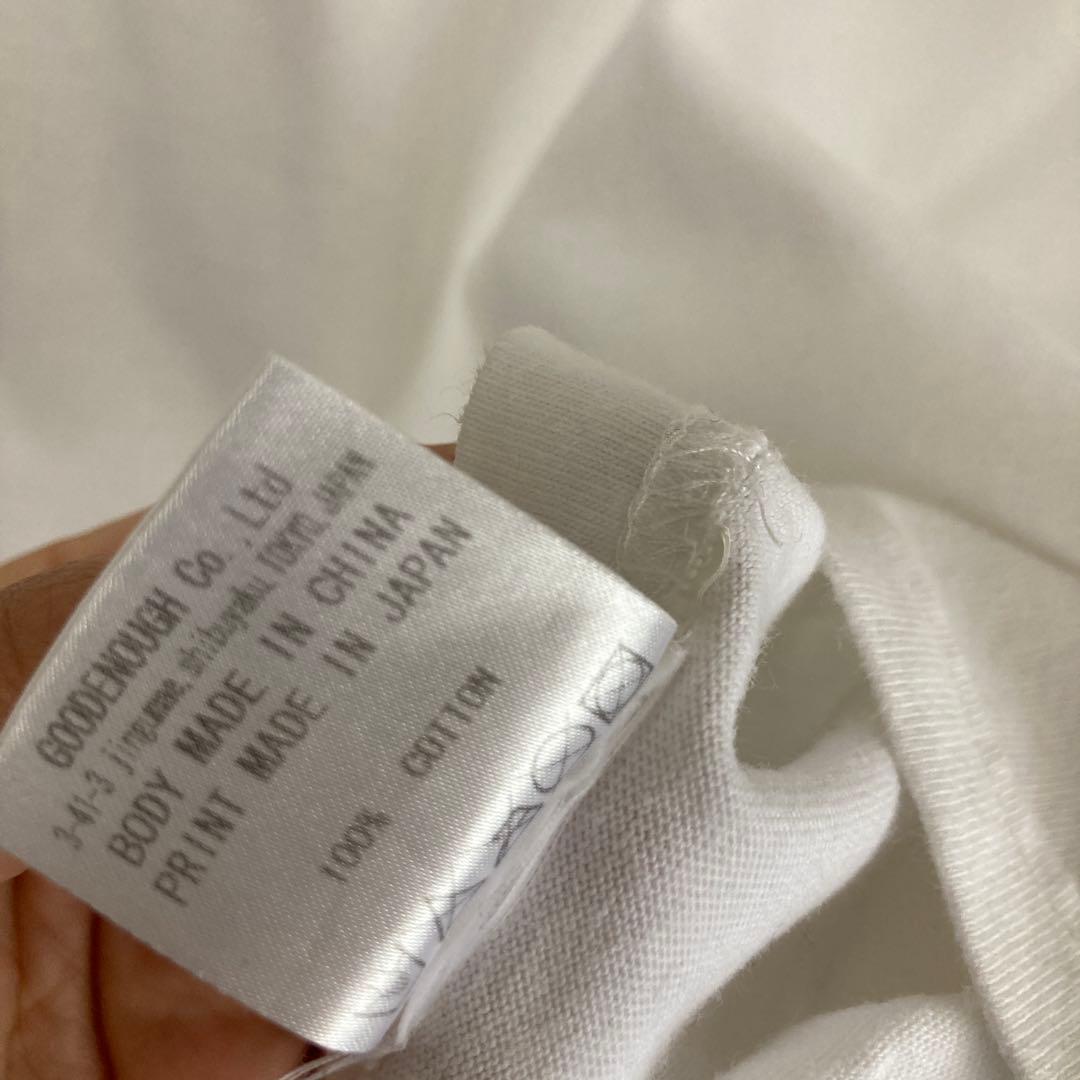 GOODENOUGH Co.,Ltd
3-41-3 jingumae,shibuyaku TOKYO JAPAN
BODY MADE IN CHINA
PRINT MADE IN JAPAN
100% COTTON